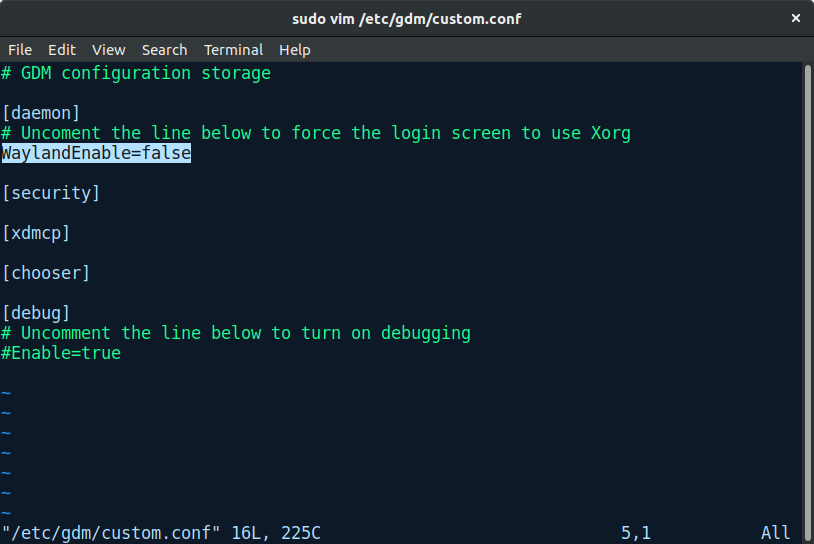 sudo vim /etc/gdm/custom.conf ×
File Edit View Search Terminal Help
# GDM configuration storage
[daemon]
# Uncoment the line below to force the login screen to use Xorg
WaylandEnable=false
[security]
[xdmcp]
[chooser]
[debug]
# Uncomment the line below to turn on debugging
#Enable=true
~
~
~
~
~
~
~
"/etc/gdm/custom.conf" 16L, 225C 5,1 All